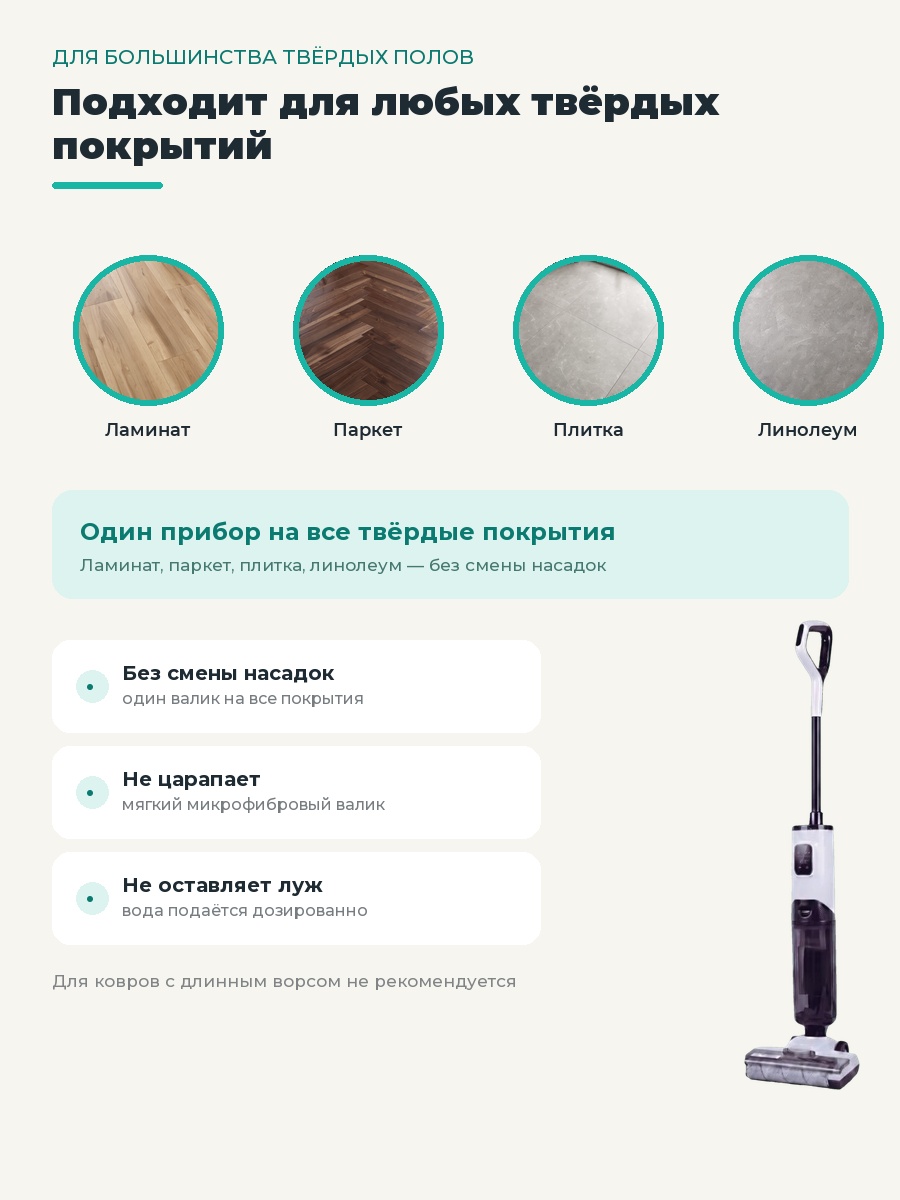 ДЛЯ БОЛЬШИНСТВА ТВЁРДЫХ ПОЛОВ
Подходит для любых твёрдых
покрытий
Ламинат
Паркет
Плитка
Линолеум
Один прибор на все твёрдые покрытия
Ламинат, паркет, плитка, линолеум — без смены насадок
Без смены насадок
один валик на все покрытия
Не царапает
мягкий микрофибровый валик
Не оставляет луж
вода подаётся дозированно
Для ковров с длинным ворсом не рекомендуется